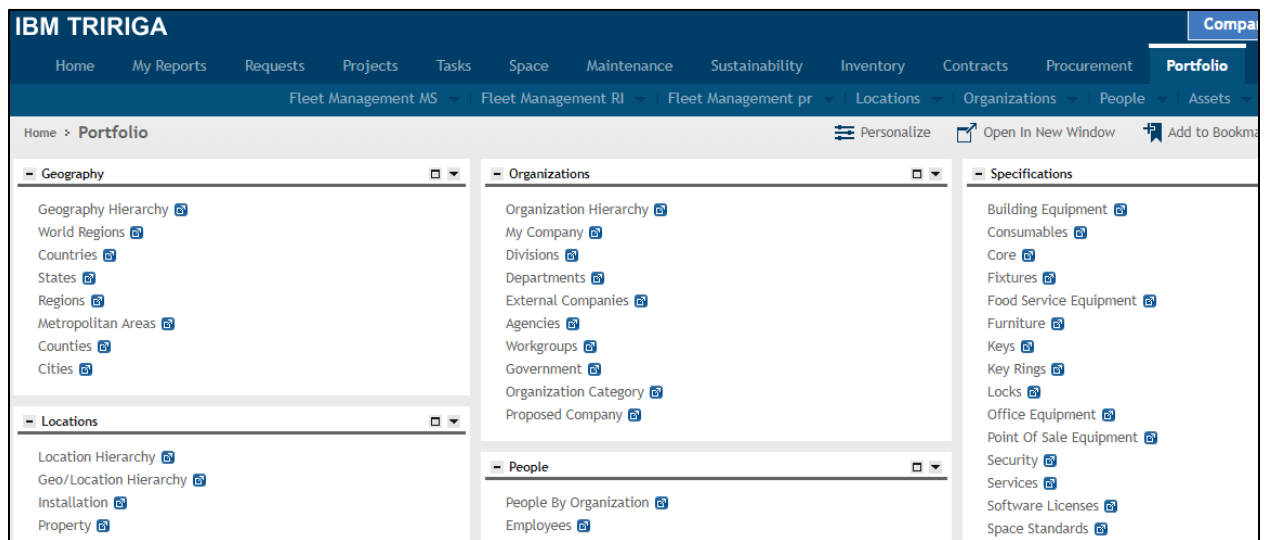 IBM TRIRIGA
Home My Reports Requests Projects Tasks Space Maintenance Sustainability Inventory Contracts Procurement Portfolio
Fleet Management MS Fleet Management RI Fleet Management pr Locations Organizations People Assets
Home > Portfolio Personalize Open In New Window Add to
Geography
Geography Hierarchy
World Regions
Countries
States
Regions
Metropolitan Areas
Counties
Cities
Locations
Location Hierarchy
Geo/Location Hierarchy
Installation
Property
Organizations
Organization Hierarchy
My Company
Divisions
Departments
External Companies
Agencies
Workgroups
Government
Organization Category
Proposed Company
People
People By Organization
Employees
Specifications
Building Equipment
Consumables
Core
Fixtures
Food Service Equipment
Furniture
Keys
Key Rings
Locks
Office Equipment
Point Of Sale Equipment
Security
Services
Software Licenses
Space Standards